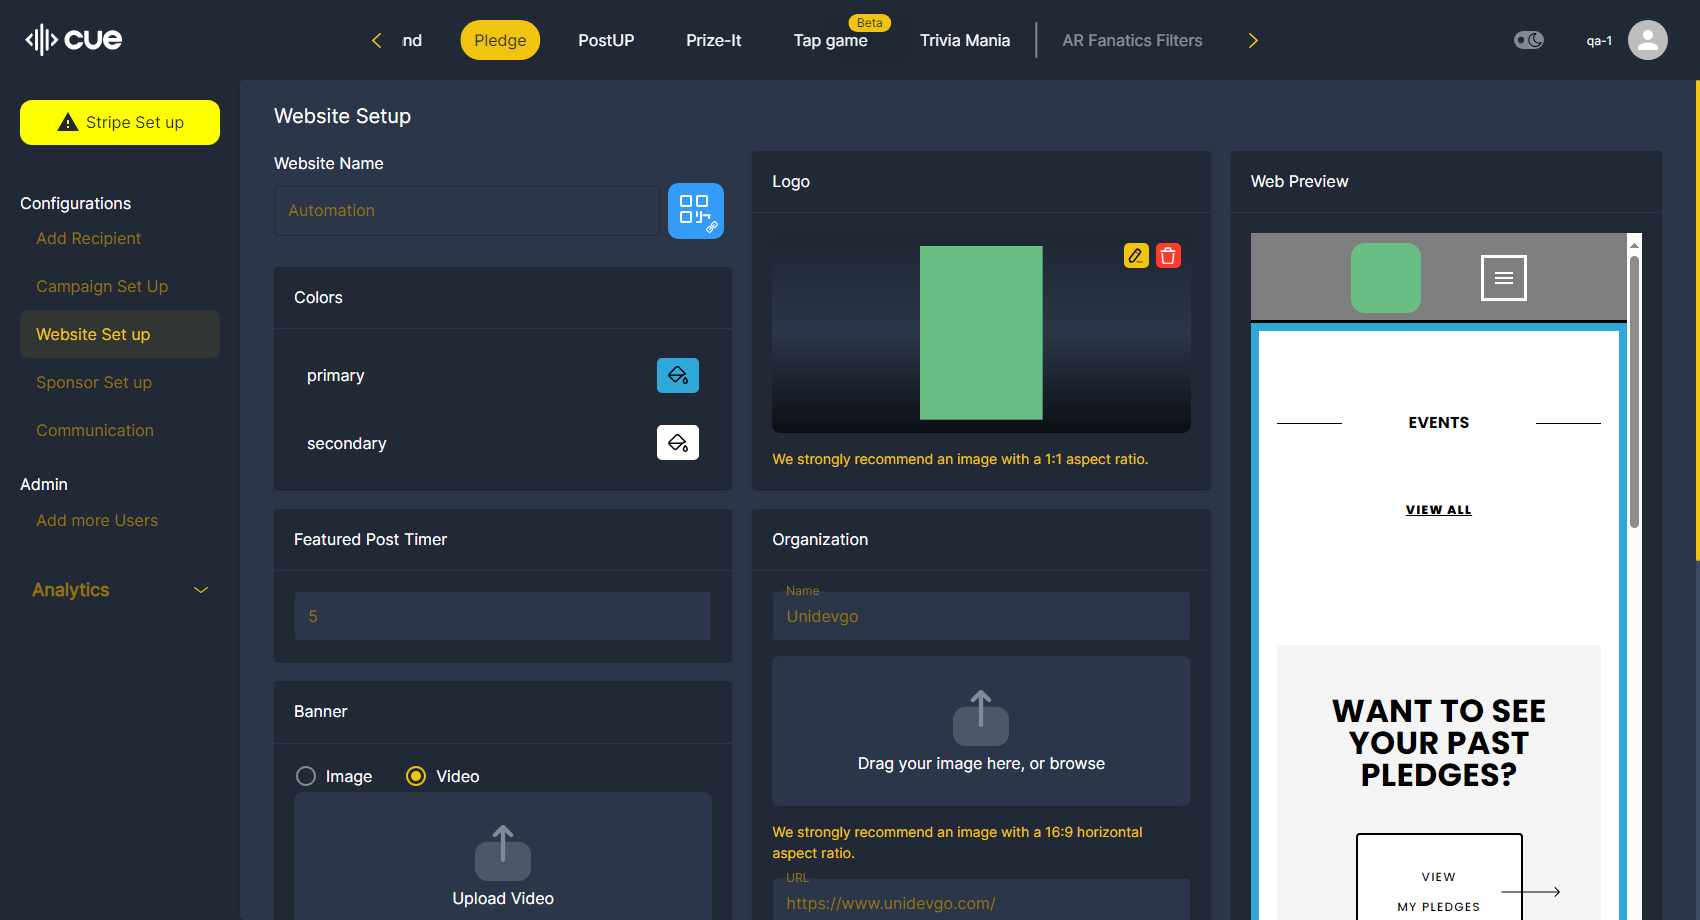 cue
nd
Pledge
PostUP
Prize-It
Beta
Tap game
Trivia Mania
AR Fanatics Filters
qa-1
Stripe Set up
Configurations
Add Recipient
Campaign Set Up
Website Set up
Sponsor Set up
Communication
Admin
Add more Users
Analytics
Website Setup
Website Name
Automation
Colors
primary
secondary
Featured Post Timer
5
Banner
Image
Video
Upload Video
Logo
We strongly recommend an image with a 1:1 aspect ratio.
Organization
Name
Unidevgo
Drag your image here, or browse
We strongly recommend an image with a 16:9 horizontal
aspect ratio.
URL
https://www.unidevgo.com/
Web Preview
EVENTS
VIEW ALL
WANT TO SEE
YOUR PAST
PLEDGES?
VIEW
MY PLEDGES